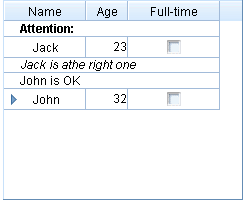 Name Age Full-time
Attention:
Jack 23
Jack is athe right one
John is OK
John 32